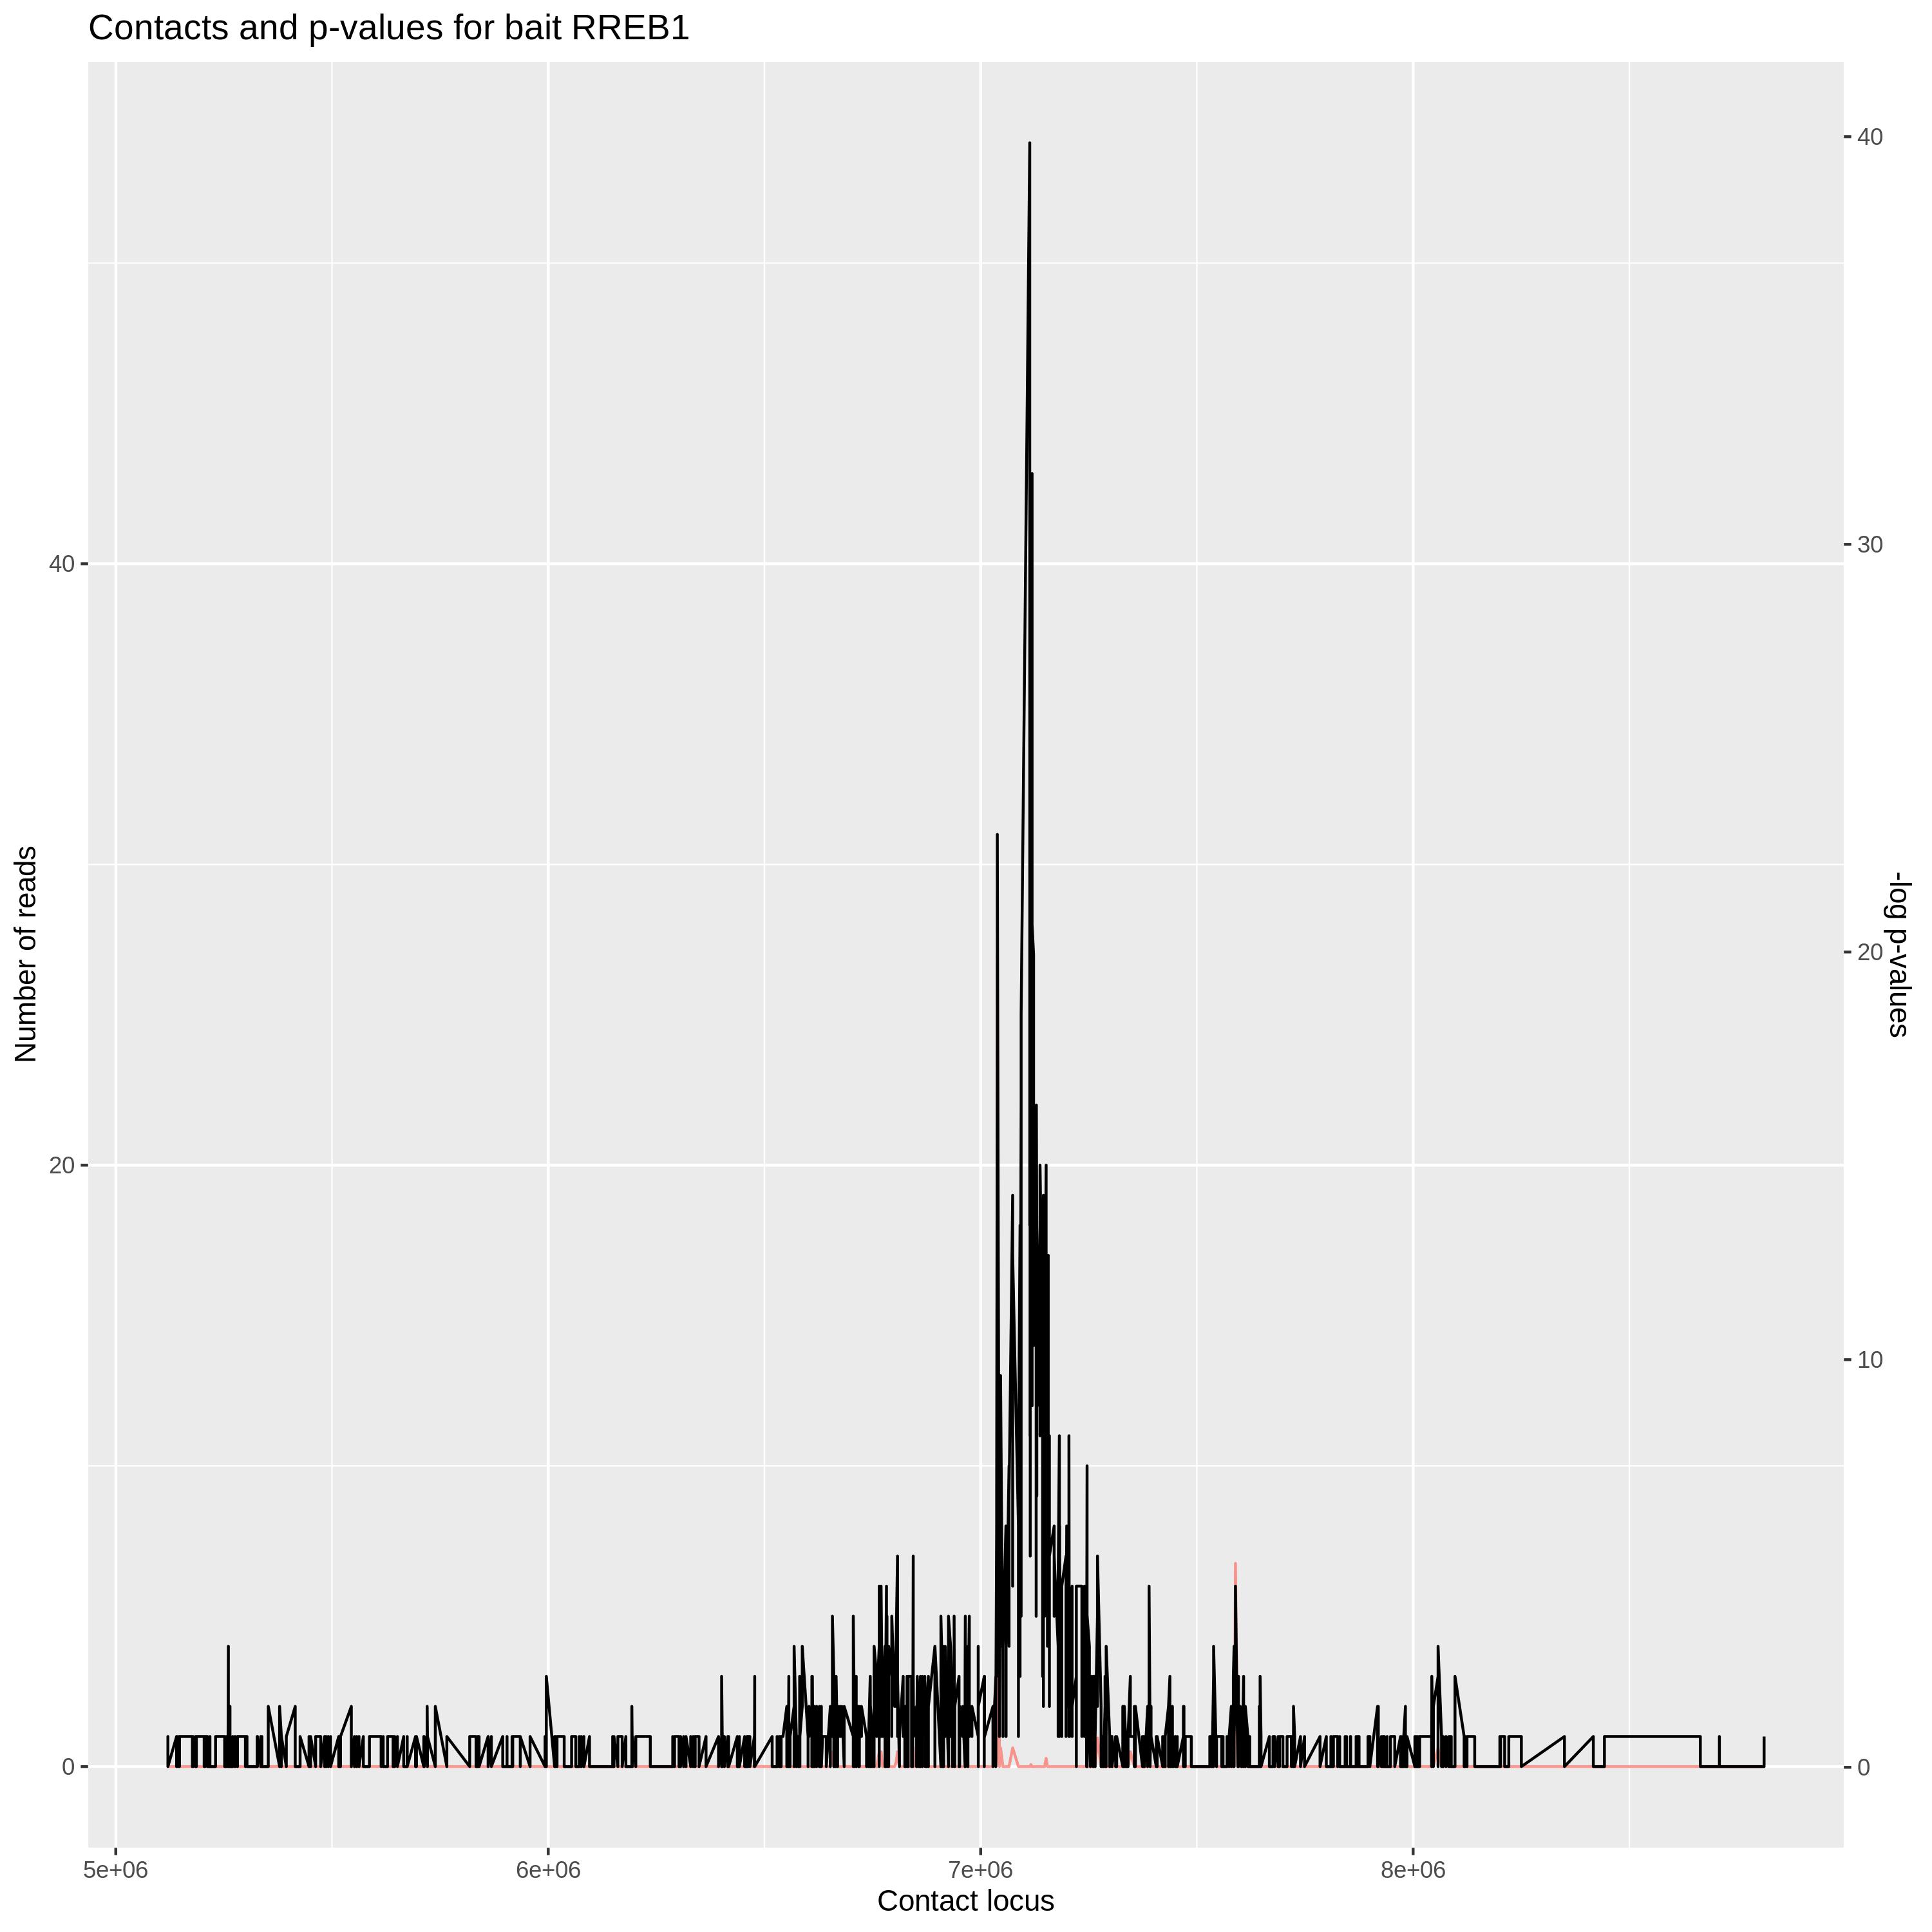 Contacts and p-values for bait RREB1
Number of reads
40
20
0
40
30
20
10
0
-log p-values
5e+06 6e+06 7e+06 8e+06
Contact locus